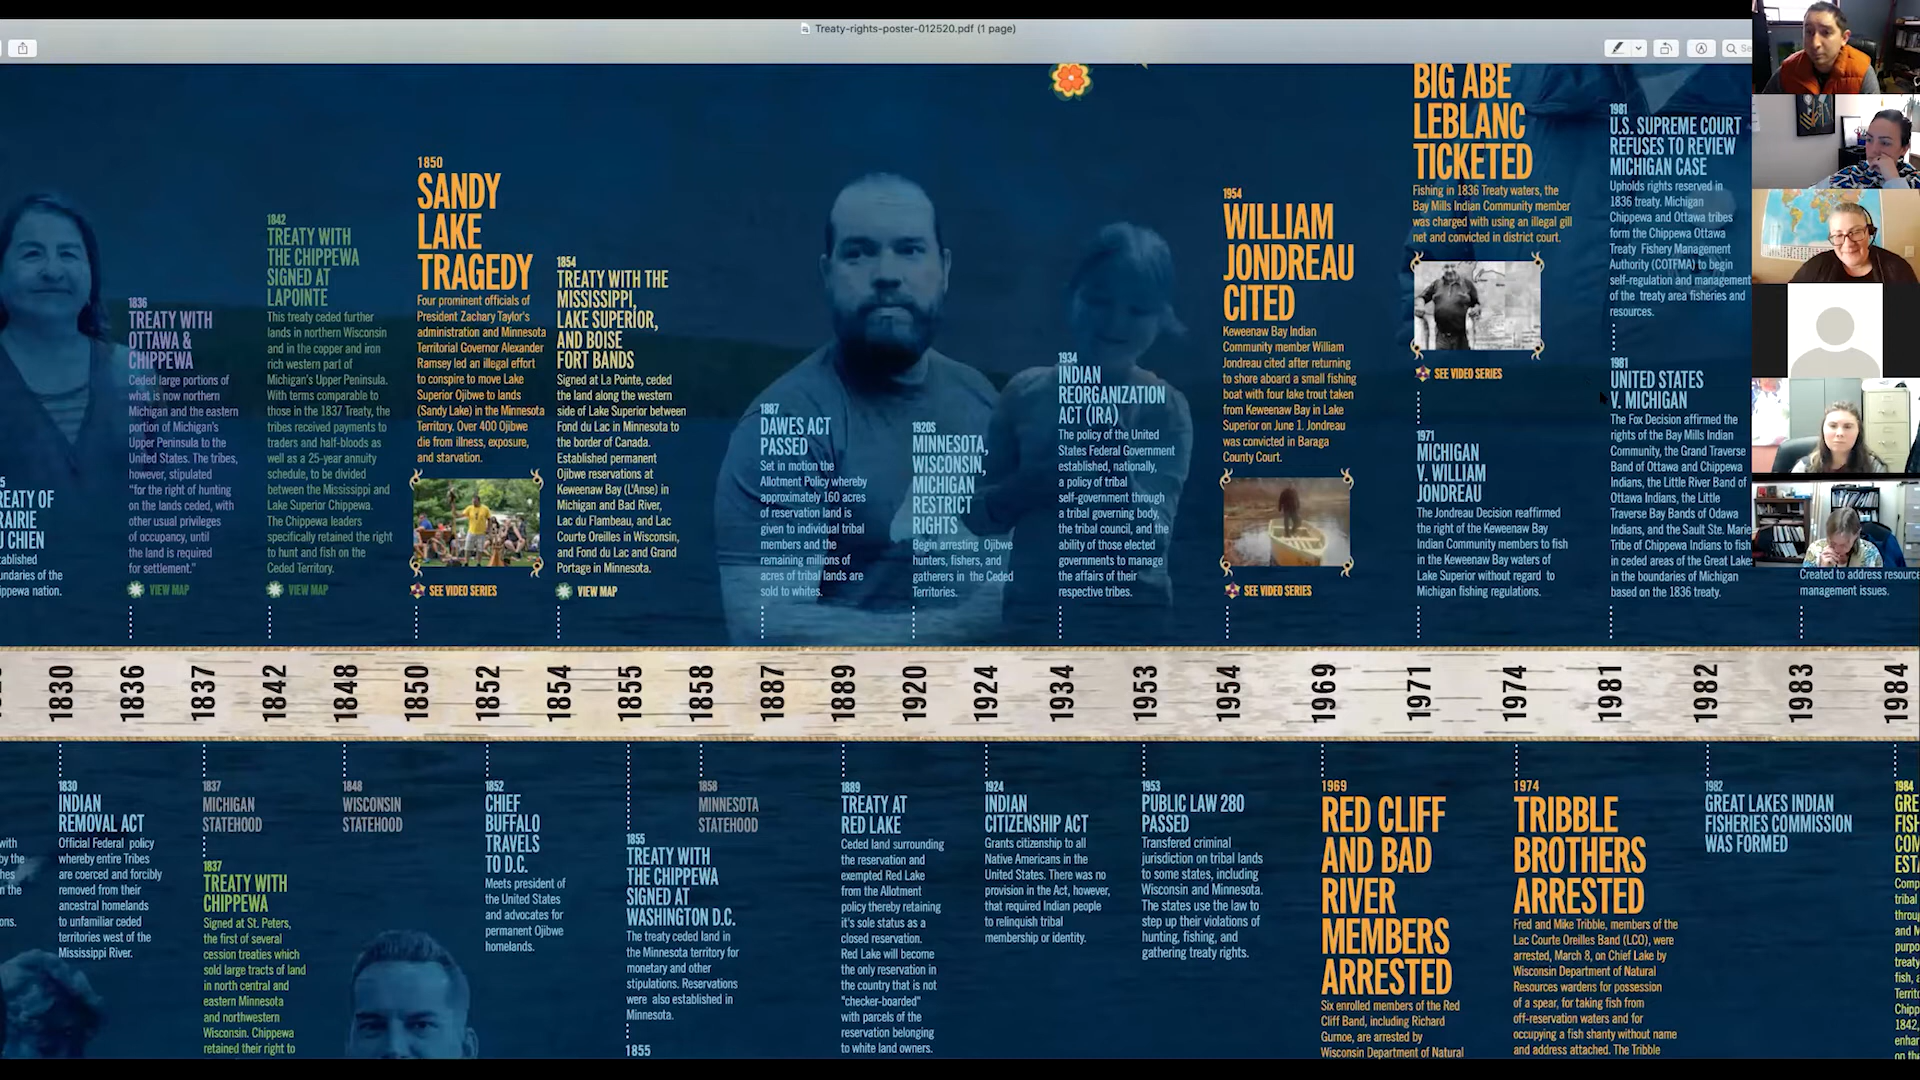 Treaty-rights-poster-012520.pdf (1 page)
BIG ABE
LEBLANC
TICKETED
Fishing in 1836 Treaty waters, the
Bay Mills Indian Community member
was charged with using an illegal gill
net and convicted in district court.
SEE VIDEO SERIES
1981
U.S. SUPREME COURT
REFUSES TO REVIEW
MICHIGAN CASE
Upholds rights reserved in
1836 treaty. Michigan
Chippewa and Ottawa tribes
form the Chippewa Ottawa
Treaty Fishery Management
Authority (COTFMA) to begin
self-regulation and management
of the treaty area fisheries and
resources.
1850
SANDY
LAKE
TRAGEDY
Four prominent officials of
President Zachary Taylor's
administration and Minnesota
Territorial Governor Alexander
Ramsey led an illegal effort
to conspire to move Lake
Superior Ojibwe to lands
(Sandy Lake) in the Minnesota
Territory. Over 400 Ojibwe
die from illness, exposure,
and starvation.
SEE VIDEO SERIES
1842
TREATY WITH
THE CHIPPEWA
SIGNED AT
LAPOINTE
This treaty ceded further
lands in northern Wisconsin
and in the copper and iron
rich western part of
Michigan's Upper Peninsula.
With terms comparable to
those in the 1837 Treaty, the
tribes received payments to
traders and half-bloods as
well as a 25-year annuity
schedule, to be divided
between the Mississippi and
Lake Superior Chippewa.
The Chippewa leaders
specifically retained the right
to hunt and fish on the
Ceded Territory.
VIEW MAP
1836
TREATY WITH
OTTAWA &
CHIPPEWA
Ceded large portions of
what is now northern
Michigan and the eastern
portion of Michigan's
Upper Peninsula to the
United States. The tribes,
however, stipulated
"for the right of hunting
on the lands ceded, with
other usual privileges
of occupancy, until
the land is required
for settlement."
VIEW MAP
1854
TREATY WITH THE
MISSISSIPPI,
LAKE SUPERIOR,
AND BOISE
FORT BANDS
Signed at La Pointe, ceded
the land along the western
side of Lake Superior between
Fond du Lac in Minnesota to
the border of Canada.
Established permanent
Ojibwe reservations at
Keweenaw Bay (L'Anse) in
Michigan and Bad River,
Lac du Flambeau, and Lac
Courte Oreilles in Wisconsin,
and Fond du Lac and Grand
Portage in Minnesota.
VIEW MAP
1887
DAWES ACT
PASSED
Set in motion the
Allotment Policy whereby
approximately 160 acres
of reservation land is
given to individual tribal
members and the
remaining millions of
acres of tribal lands are
sold to whites.
1920S
MINNESOTA,
WISCONSIN,
MICHIGAN
RESTRICT
RIGHTS
Begin arresting Ojibwe
hunters, fishers, and
gatherers in the Ceded
Territories.
1934
INDIAN
REORGANIZATION
ACT (IRA)
The policy of the United
States Federal Government
established, nationally,
a policy of tribal
self-government through
a tribal governing body,
the tribal council, and the
ability of those elected
governments to manage
the affairs of their
respective tribes.
1954
WILLIAM
JONDREAU
CITED
Keweenaw Bay Indian
Community member William
Jondreau cited after returning
to shore aboard a small fishing
boat with four lake trout taken
from Keweenaw Bay in Lake
Superior on June 1. Jondreau
was convicted in Baraga
County Court.
SEE VIDEO SERIES
1971
MICHIGAN
V. WILLIAM
JONDREAU
The Jondreau Decision reaffirmed
the right of the Keweenaw Bay
Indian Community members to fish
in the Keweenaw Bay waters of
Lake Superior without regard to
Michigan fishing regulations.
1981
UNITED STATES
V. MICHIGAN
The Fox Decision affirmed the
rights of the Bay Mills Indian
Community, the Grand Traverse
Band of Ottawa and Chippewa
Indians, the Little River Band of
Ottawa Indians, the Little
Traverse Bay Bands of Odawa
Indians, and the Sault Ste. Marie
Tribe of Chippewa Indians to fish
in ceded areas of the Great Lakes
in the boundaries of Michigan
based on the 1836 treaty.
Created to address resource
management issues.
1830 1836 1837 1842 1848 1850 1852 1854 1855 1858 1887 1889 1920 1924 1934 1953 1954 1969 1971 1974 1981 1982 1983 1984
1830
INDIAN
REMOVAL ACT
Official Federal policy
whereby entire Tribes
are coerced and forcibly
removed from their
ancestral homelands
to unfamiliar ceded
territories west of the
Mississippi River.
1837
MICHIGAN
STATEHOOD
1837
TREATY WITH
CHIPPEWA
Signed at St. Peters,
the first of several
cession treaties which
sold large tracts of land
in north central and
eastern Minnesota
and northwestern
Wisconsin. Chippewa
retained their right to
1848
WISCONSIN
STATEHOOD
1852
CHIEF
BUFFALO
TRAVELS
TO D.C.
Meets president of
the United States
and advocates for
permanent Ojibwe
homelands.
1855
TREATY WITH
THE CHIPPEWA
SIGNED AT
WASHINGTON D.C.
The treaty ceded land in
the Minnesota territory for
monetary and other
stipulations. Reservations
were also established in
Minnesota.
1855
1858
MINNESOTA
STATEHOOD
1889
TREATY AT
RED LAKE
Ceded land surrounding
the reservation and
exempted Red Lake
from the Allotment
policy thereby retaining
it's sole status as a
closed reservation.
Red Lake will become
the only reservation in
the country that is not
"checker-boarded"
with parcels of the
reservation belonging
to white land owners.
1924
INDIAN
CITIZENSHIP ACT
Grants citizenship to all
Native Americans in the
United States. There was no
provision in the Act, however,
that required Indian people
to relinquish tribal
membership or identity.
1953
PUBLIC LAW 280
PASSED
Transfered criminal
jurisdiction on tribal lands
to some states, including
Wisconsin and Minnesota.
The states use the law to
step up their violations of
hunting, fishing, and
gathering treaty rights.
1969
RED CLIFF
AND BAD
RIVER
MEMBERS
ARRESTED
Six enrolled members of the Red
Cliff Band, including Richard
Gurnoe, are arrested by
Wisconsin Department of Natural
1974
TRIBBLE
BROTHERS
ARRESTED
Fred and Mike Tribble, members of the
Lac Courte Oreilles Band (LCO), were
arrested, March 8, on Chief Lake by
Wisconsin Department of Natural
Resources wardens for possession
of a spear, for taking fish from
off-reservation waters and for
occupying a fish shanty without name
and address attached. The Tribble
1982
GREAT LAKES INDIAN
FISHERIES COMMISSION
WAS FORMED
1984